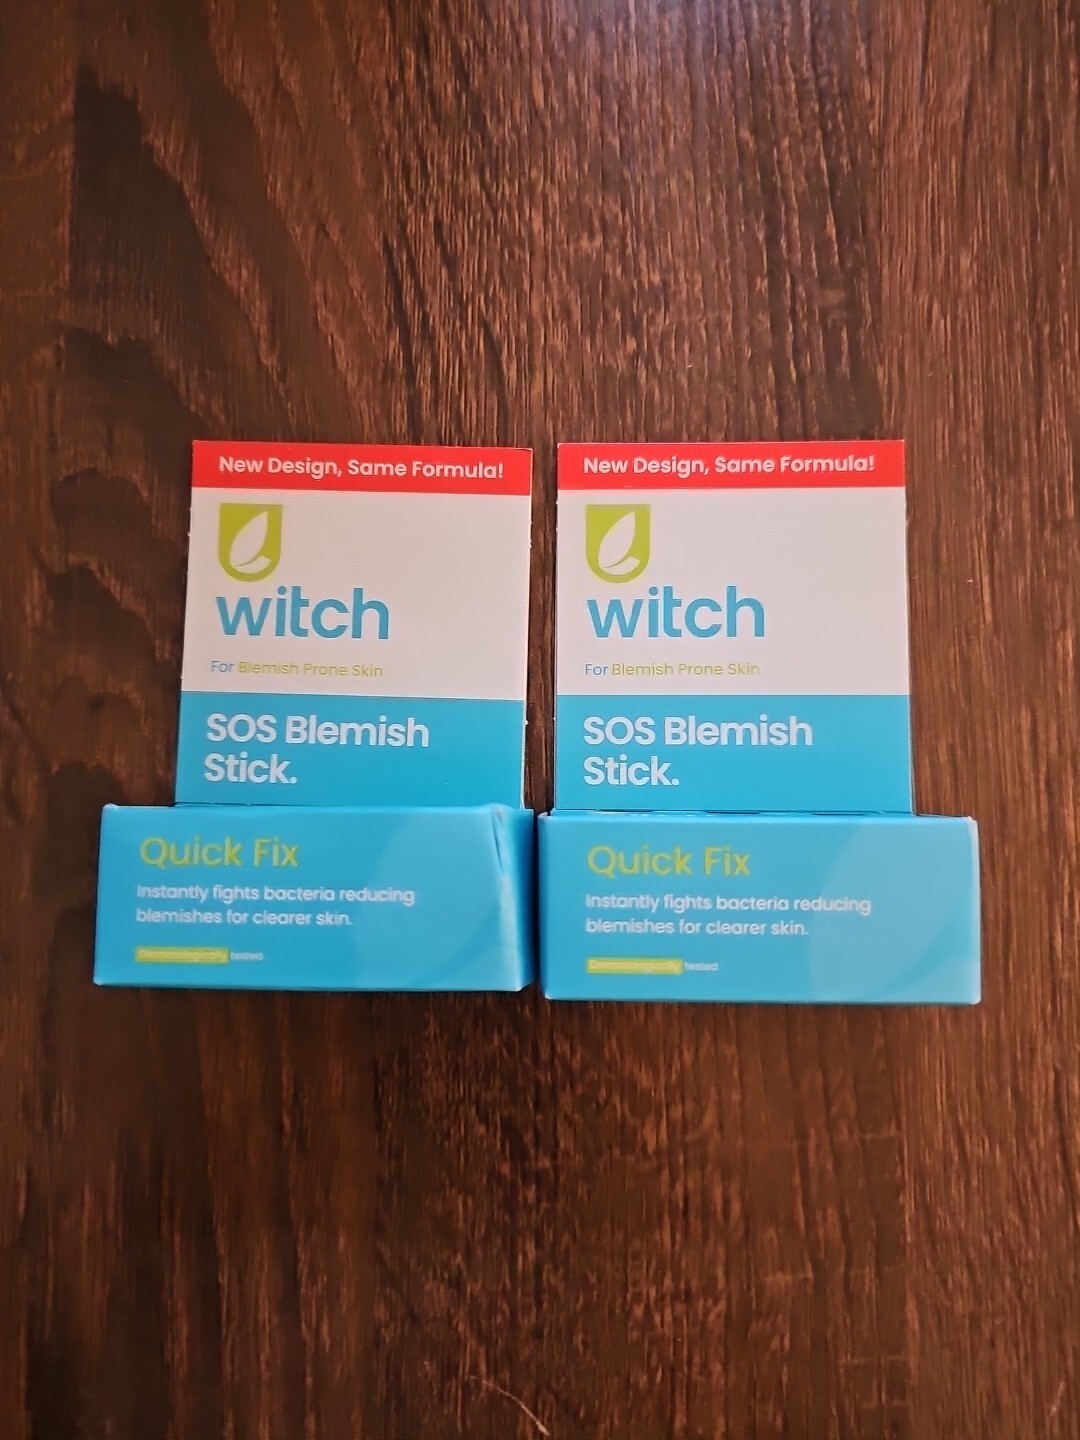 New Design, Same Formula!
witch
For Blemish Prone Skin
SOS Blemish
Stick.
Quick Fix
Instantly fights bacteria reducing
blemishes for clearer skin.
Dermatologically tested
New Design, Same Formula!
witch
For Blemish Prone Skin
SOS Blemish
Stick.
Quick Fix
Instantly fights bacteria reducing
blemishes for clearer skin.
Dermatologically tested